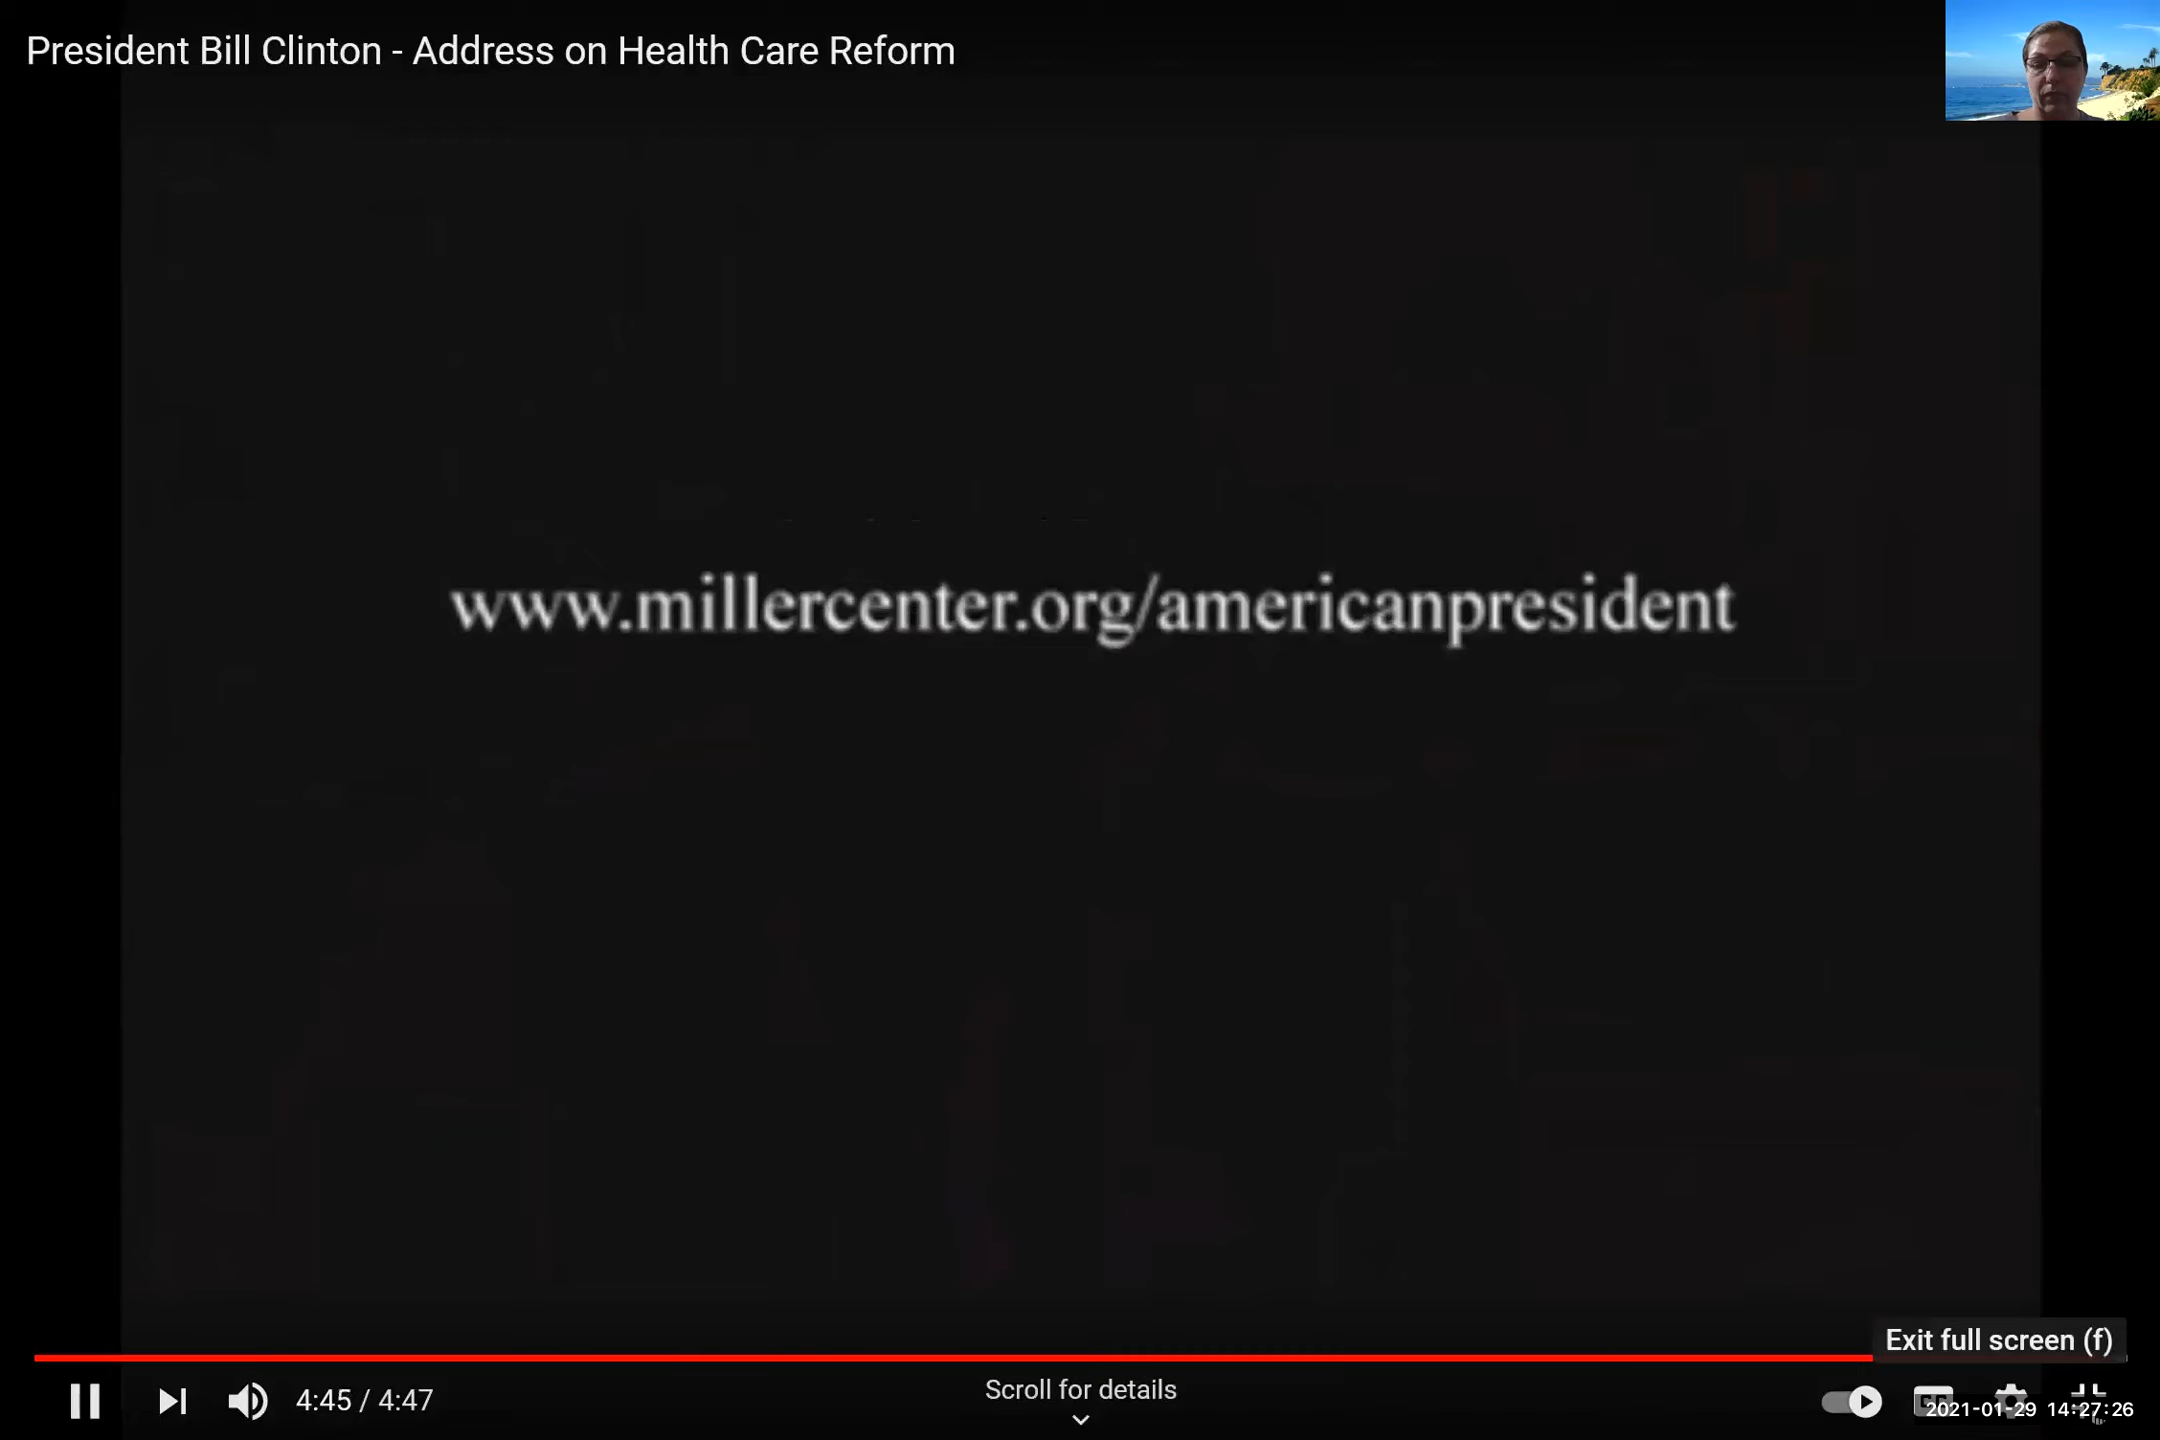 President Bill Clinton - Address on Health Care Reform
www.millercenter.org/americanpresident
Exit full screen (f)
4:45 / 4:47
Scroll for details
2021-01-29 14:27:26